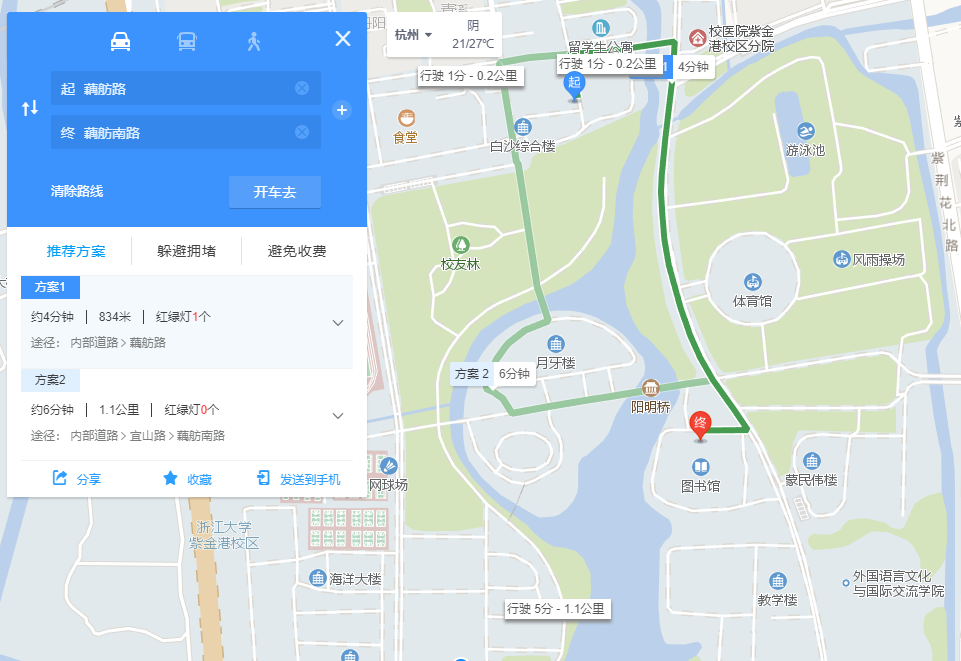 起 藕舫路
终 藕舫南路
清除路线
开车去
推荐方案
躲避拥堵
避免收费
方案1
约4分钟 | 834米 | 红绿灯1个
途径： 内部道路 > 藕舫路
方案2
约6分钟 | 1.1公里 | 红绿灯0个
途径： 内部道路 > 宜山路 > 藕舫南路
分享
收藏
发送到手机
杭州
阴
21/27℃
留学生公寓
校医院紫金
港校区分院
行驶 1分 - 0.2公里
行驶 1分 - 0.2公里
1
4分钟
起
食堂
白沙综合楼
游泳池
紫
荆
花
北
路
校友林
风雨操场
体育馆
月牙楼
方案 2
6分钟
阳明桥
终
图书馆
蒙民伟楼
网球场
浙江大学
紫金港校区
海洋大楼
外国语言文化
与国际交流学院
教学楼
行驶 5分 - 1.1公里